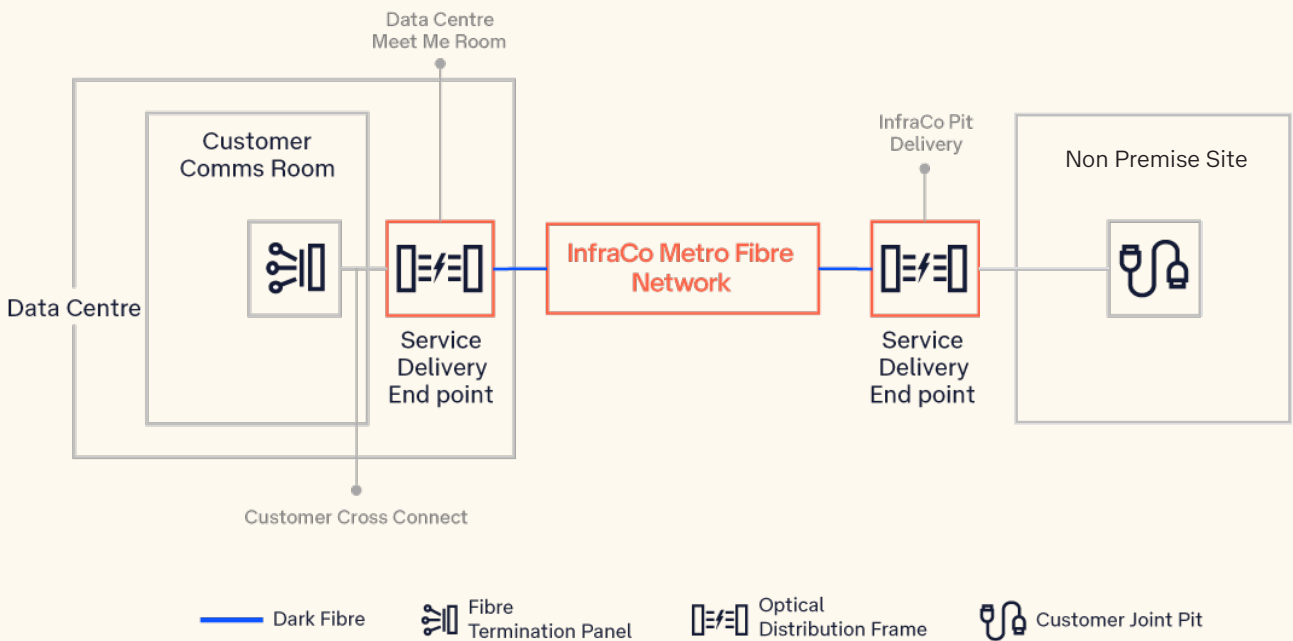 Data Centre
Meet Me Room
Customer
Comms Room
InfraCo Pit
Delivery
Non Premise Site
InfraCo Metro Fibre
Network
Data Centre
Service
Delivery
End point
Service
Delivery
End point
Customer Cross Connect
Dark Fibre
Fibre
Termination Panel
Optical
Distribution Frame
Customer Joint Pit